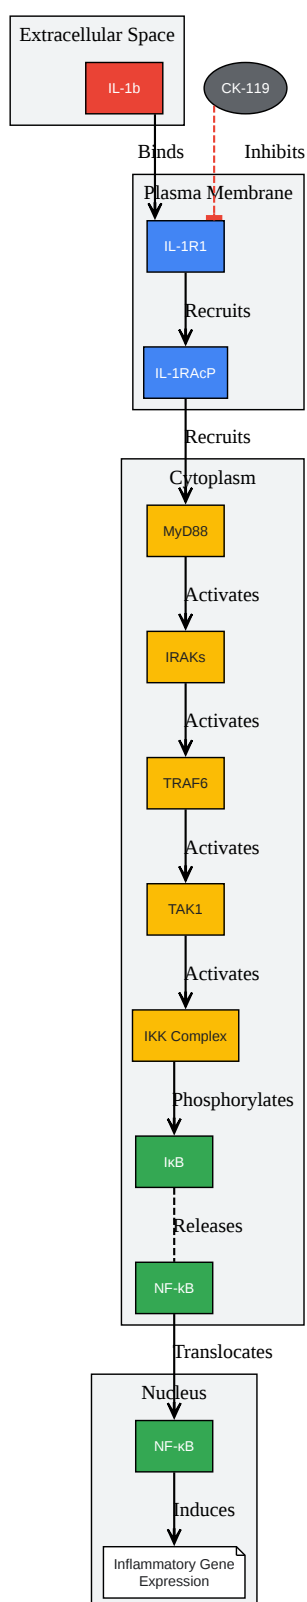 Extracellular Space
IL-1b
CK-119
Binds
Inhibits
Plasma Membrane
IL-1R1
Recruits
IL-1RAcP
Recruits
Cytoplasm
MyD88
Activates
IRAKs
Activates
TRAF6
Activates
TAK1
Activates
IKK Complex
Phosphorylates
IκB
Releases
NF-kB
Translocates
Nucleus
NF-κB
Induces
Inflammatory Gene
Expression